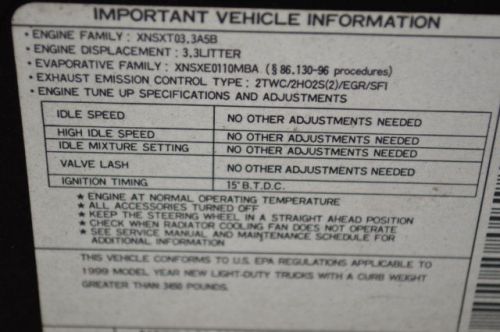 IMPORTANT VEHICLE INFORMATION
• ENGINE FAMILY : XNSXT03.3A5B
• ENGINE DISPLACEMENT : 3.3LITTER
• EVAPORATIVE FAMILY : XNSXE0110MBA (§ 86.130-96 procedures)
• EXHAUST EMISSION CONTROL TYPE : 2TWC/2HO2S(2)/EGR/SFI
• ENGINE TUNE UP SPECIFICATIONS AND ADJUSTMENTS
IDLE SPEED NO OTHER ADJUSTMENTS NEEDED
HIGH IDLE SPEED NO OTHER ADJUSTMENTS NEEDED
IDLE MIXTURE SETTING NO OTHER ADJUSTMENTS NEEDED
VALVE LASH NO OTHER ADJUSTMENTS NEEDED
IGNITION TIMING 15° B.T.D.C.
★ ENGINE AT NORMAL OPERATING TEMPERATURE
★ ALL ACCESSORIES TURNED OFF
★ KEEP THE STEERING WHEEL IN A STRAIGHT AHEAD POSITION
★ CHECK WHEN RADIATOR COOLING FAN DOES NOT OPERATE
★ SEE SERVICE MANUAL AND MAINTENANCE SCHEDULE FOR
ADDITIONAL INFORMATION
THIS VEHICLE CONFORMS TO U.S. EPA REGULATIONS APPLICABLE TO
1999 MODEL YEAR NEW LIGHT-DUTY TRUCKS WITH A CURB WEIGHT
GREATER THAN 3450 POUNDS.